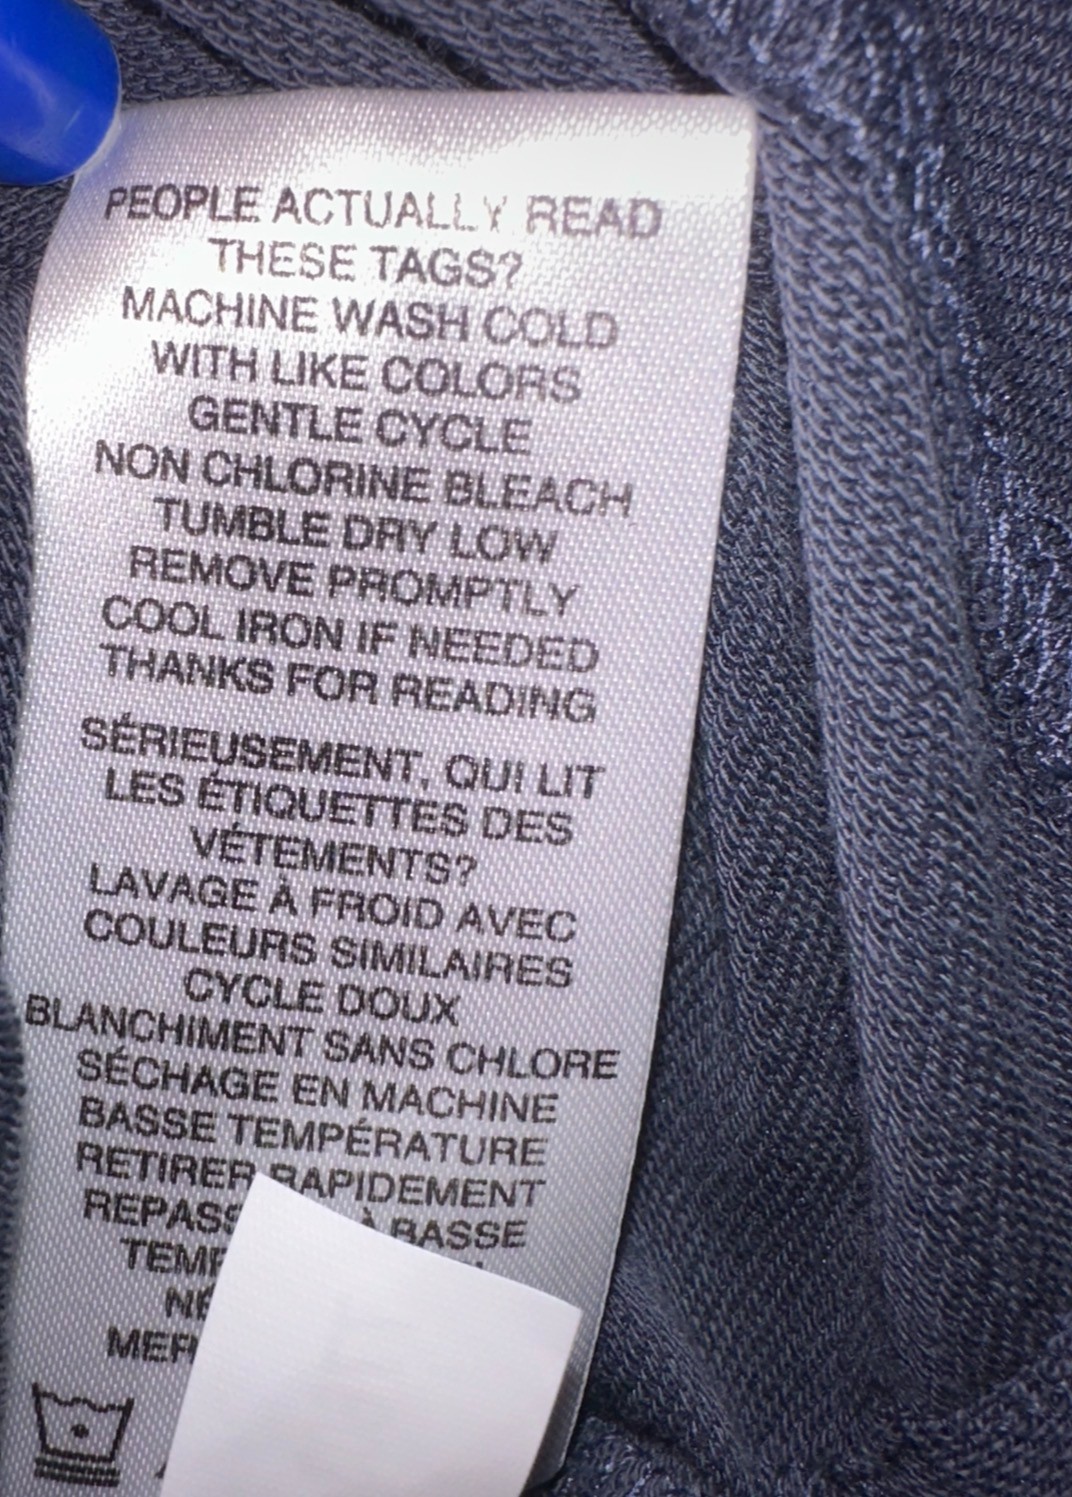 PEOPLE ACTUALLY READ
THESE TAGS?
MACHINE WASH COLD
WITH LIKE COLORS
GENTLE CYCLE
NON CHLORINE BLEACH
TUMBLE DRY LOW
REMOVE PROMPTLY
COOL IRON IF NEEDED
THANKS FOR READING
SÉRIEUSEMENT, QUI LIT
LES ÉTIQUETTES DES
VÉTEMENTS?
LAVAGE À FROID AVEC
COULEURS SIMILAIRES
CYCLE DOUX
BLANCHIMENT SANS CHLORE
SÉCHAGE EN MACHINE
BASSE TEMPÉRATURE
RETIRER RAPIDEMENT
À BASSE